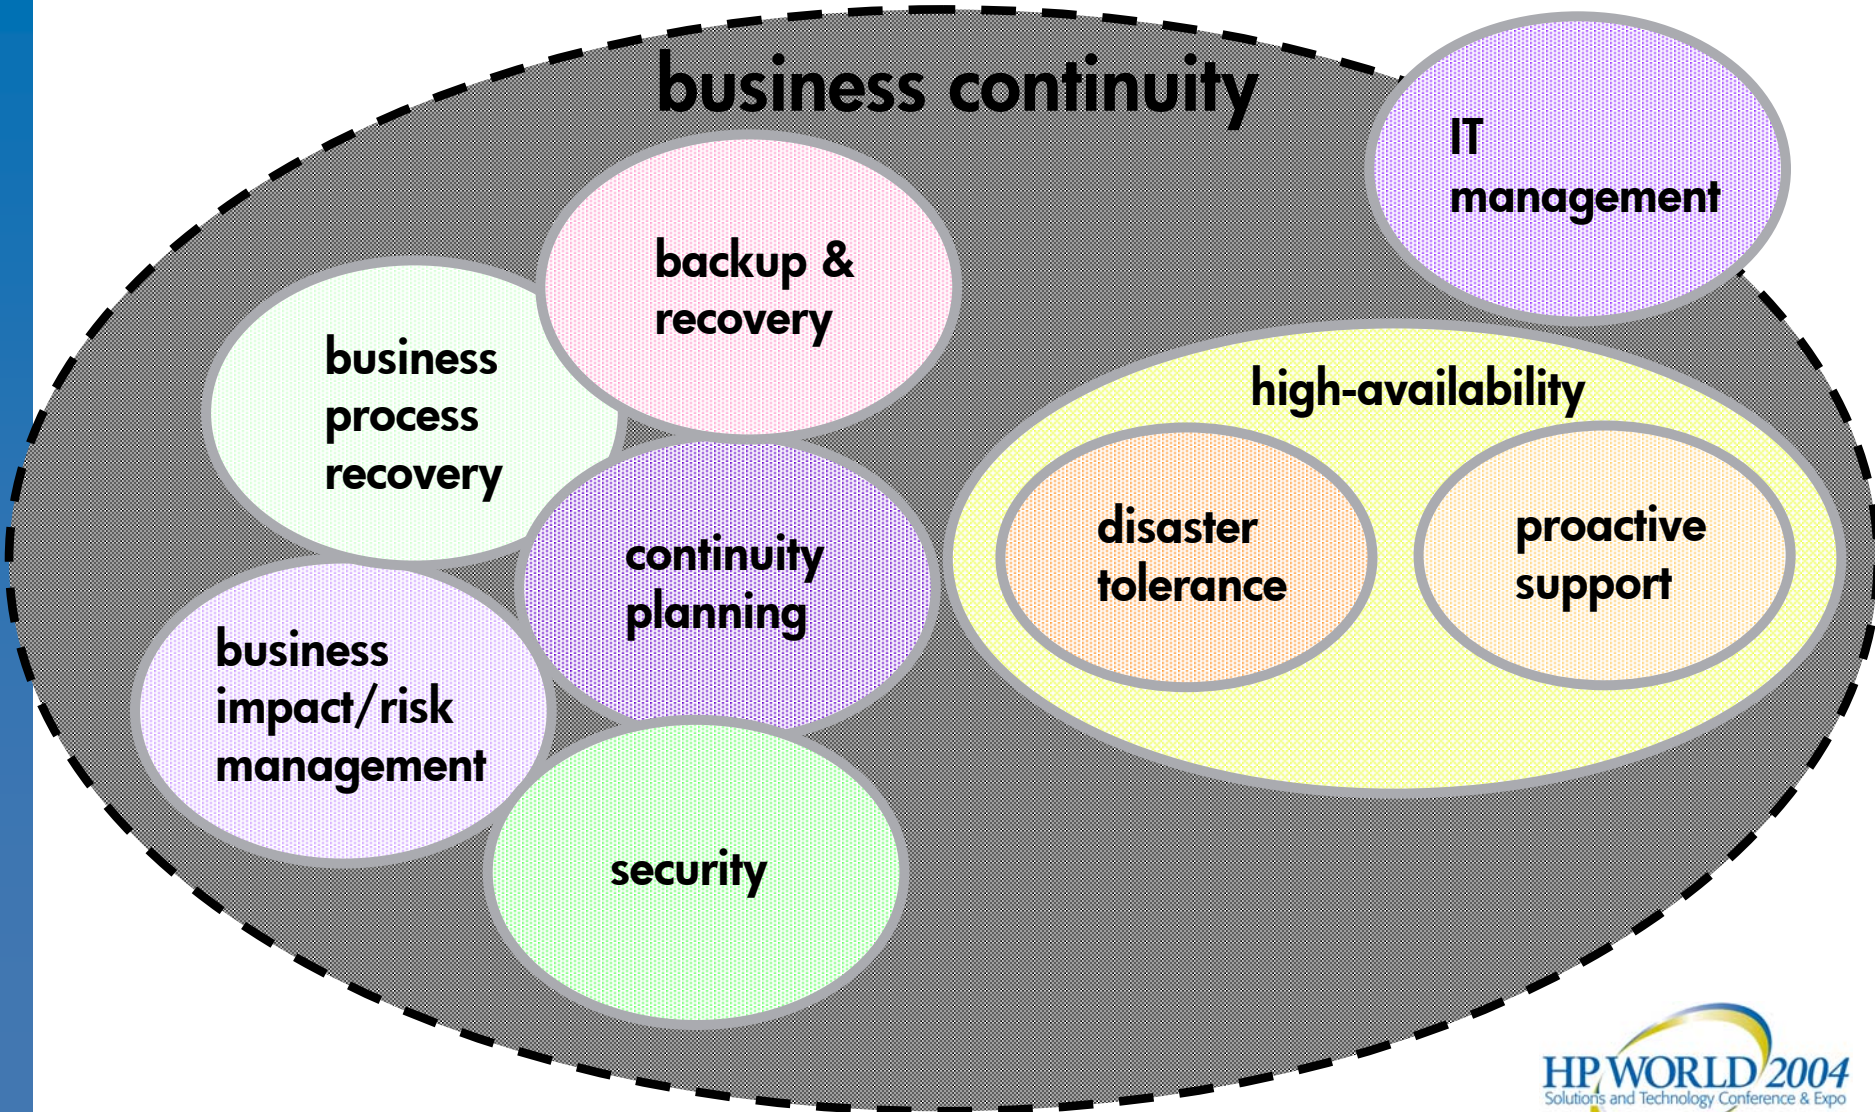 business continuity
IT
management
backup &
recovery
business
process
recovery
high-availability
disaster
tolerance
proactive
support
continuity
planning
business
impact/risk
management
security
HP WORLD 2004
Solutions and Technology Conference & Expo